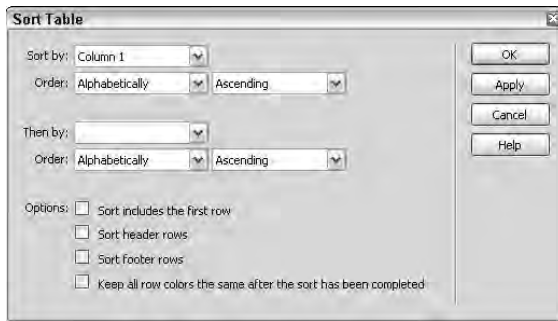 Sort Table
Sort by: Column 1
Order: Alphabetically Ascending
Then by:
Order: Alphabetically Ascending
Options: Sort includes the first row
Sort header rows
Sort footer rows
Keep all row colors the same after the sort has been completed
OK
Apply
Cancel
Help